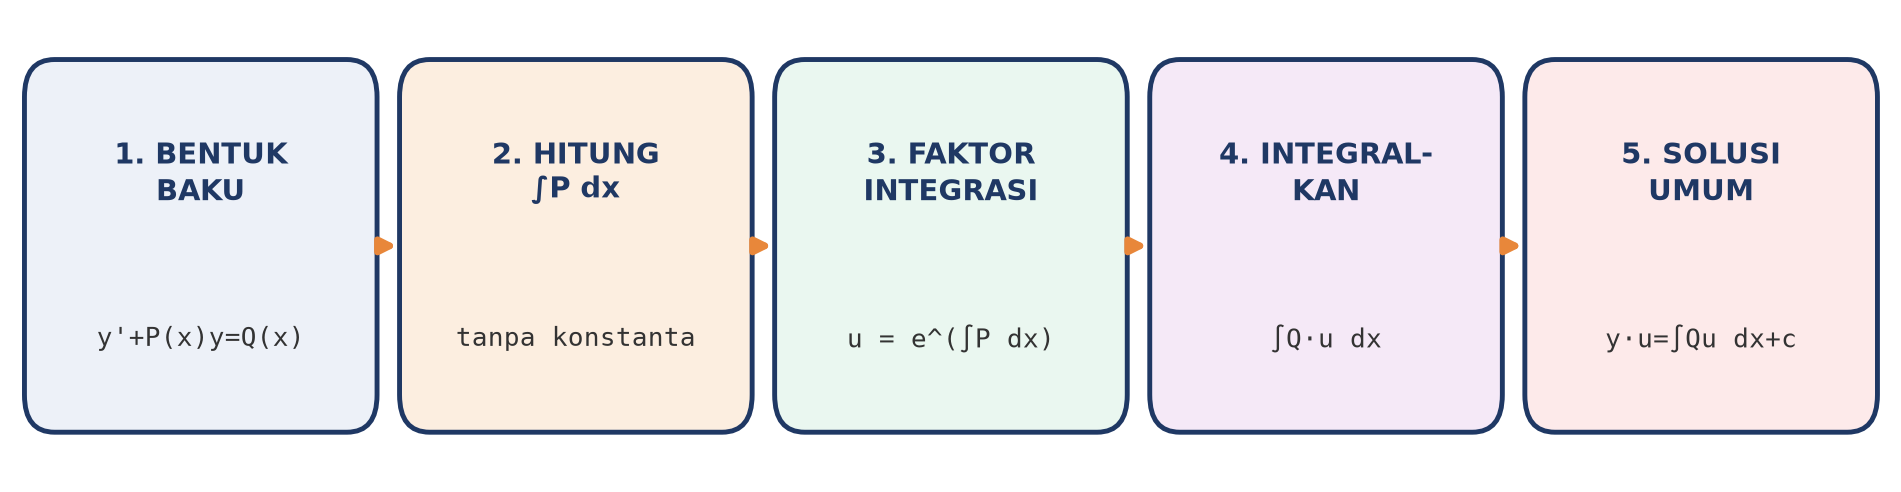 1. BENTUK
BAKU
y'+P(x)y=Q(x)
2. HITUNG
∫P dx
tanpa konstanta
3. FAKTOR
INTEGRASI
u = e^(∫P dx)
4. INTEGRAL-
KAN
∫Q·u dx
5. SOLUSI
UMUM
y·u=∫Qu dx+c